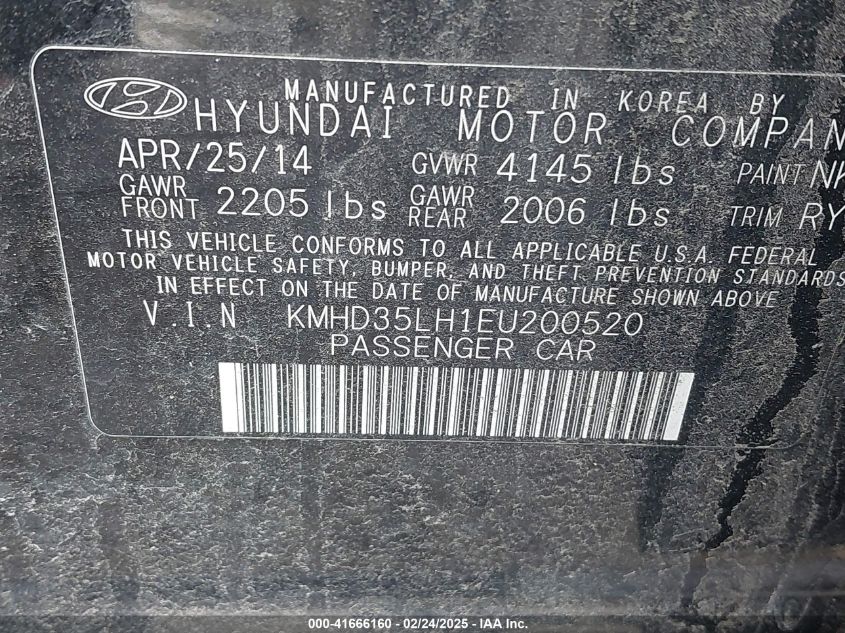 MANUFACTURED IN KOREA BY
HYUNDAI MOTOR COMPAN
APR/25/14 GVWR 4145 lbs PAINT
GAWR FRONT 2205 lbs GAWR REAR 2006 lbs TRIM RY
THIS VEHICLE CONFORMS TO ALL APPLICABLE U.S.A. FEDERAL
MOTOR VEHICLE SAFETY, BUMPER, AND THEFT PREVENTION STANDARDS
IN EFFECT ON THE DATE OF MANUFACTURE SHOWN ABOVE
V.I.N KMHD35LH1EU200520
PASSENGER CAR
000-41666160 - 02/24/2025 - IAA Inc.